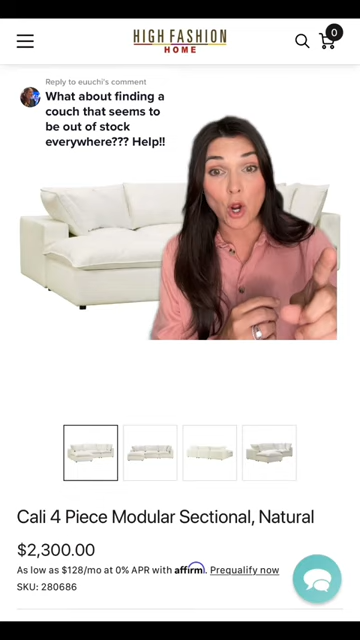 HIGH FASHION
HOME
0
Reply to euuchi's comment
What about finding a
couch that seems to
be out of stock
everywhere??? Help!!
Cali 4 Piece Modular Sectional, Natural
$2,300.00
As low as $128/mo at 0% APR with affirm. Prequalify now
SKU: 280686